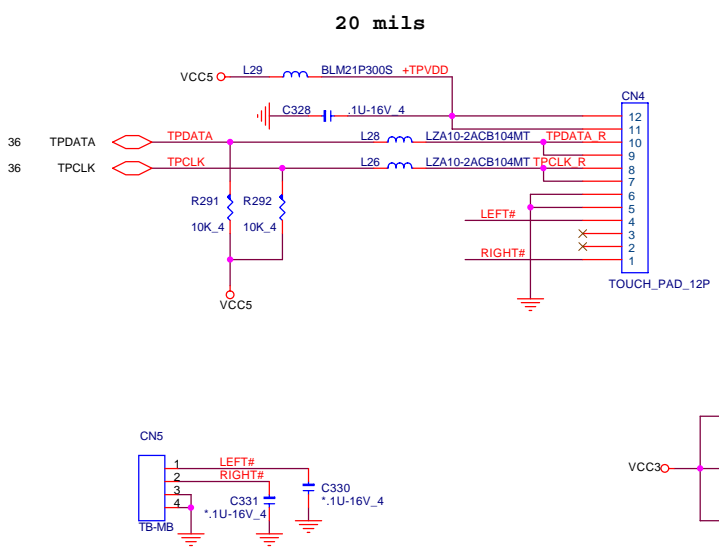 20 mils
VCC5
L29
BLM21P300S
+TPVDD
CN4
C328
.1U-16V_4
12
11
36
TPDATA
TPDATA
L28
LZA10-2ACB104MT
TPDATA_R
10
9
36
TPCLK
TPCLK
L26
LZA10-2ACB104MT
TPCLK_R
8
7
R291
R292
6
5
10K_4
10K_4
LEFT#
4
3
2
RIGHT#
1
TOUCH_PAD_12P
VCC5
CN5
1
LEFT#
2
RIGHT#
3
4
C330
*.1U-16V_4
C331
*.1U-16V_4
TB-MB
VCC3